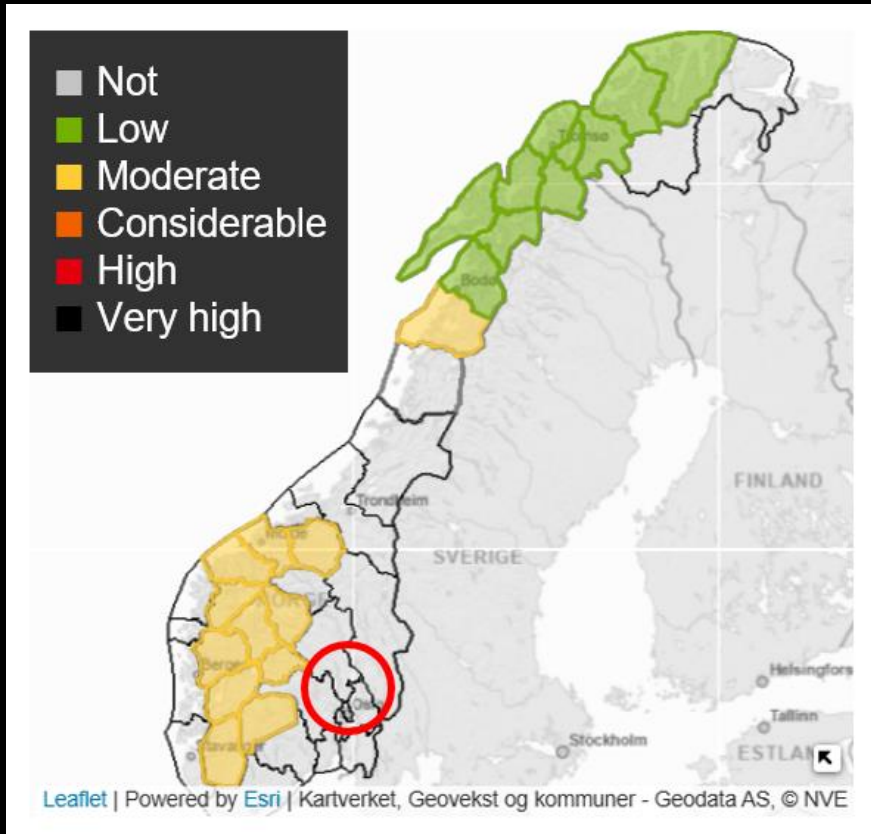 Not
Low
Moderate
Considerable
High
Very high
Tromsø
Bodø
Trondheim
FINLAND
SVERIGE
NORGE
Bergen
Oslo
Helsingfors
Tallinn
Stockholm
Stavanger
Leaflet | Powered by Esri | Kartverket, Geovekst og kommuner - Geodata AS, © NVE